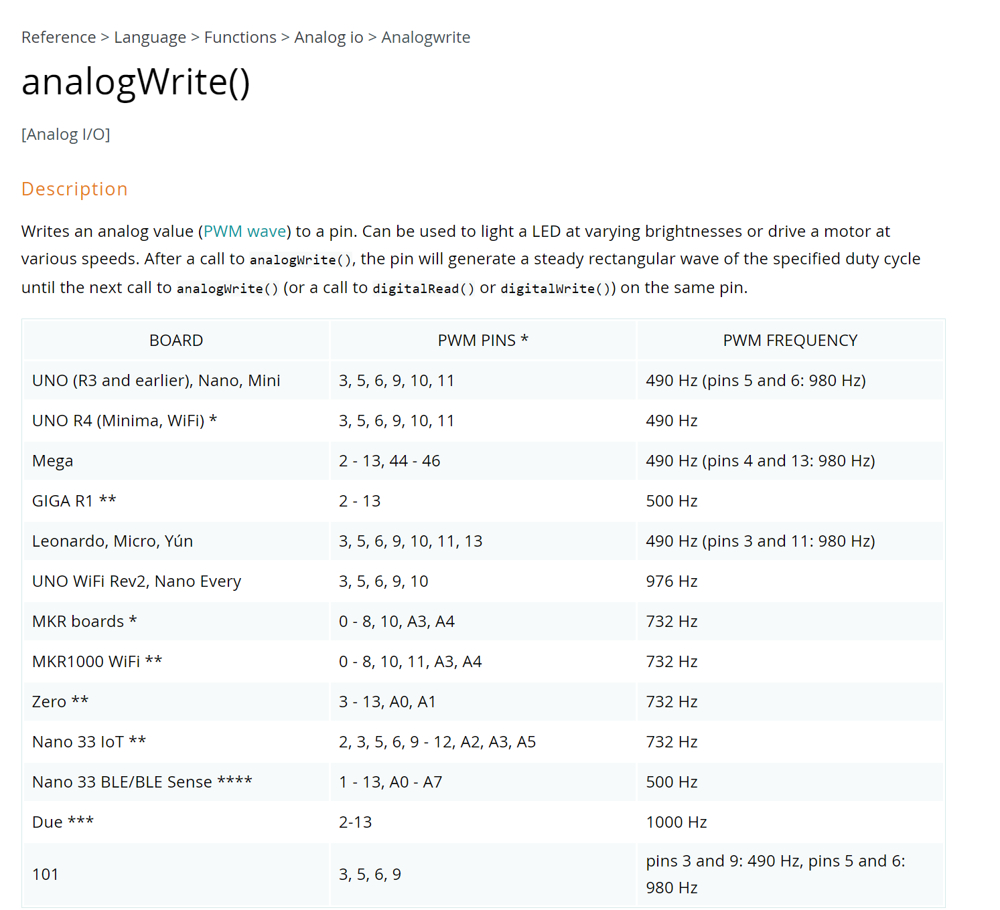 Reference > Language > Functions > Analog io > Analogwrite
analogWrite()
[Analog I/O]
Description
Writes an analog value (PWM wave) to a pin. Can be used to light a LED at varying brightnesses or drive a motor at
various speeds. After a call to analogWrite(), the pin will generate a steady rectangular wave of the specified duty cycle
until the next call to analogWrite() (or a call to digitalRead() or digitalWrite()) on the same pin.
BOARD PWM PINS * PWM FREQUENCY
UNO (R3 and earlier), Nano, Mini 3, 5, 6, 9, 10, 11 490 Hz (pins 5 and 6: 980 Hz)
UNO R4 (Minima, WiFi) * 3, 5, 6, 9, 10, 11 490 Hz
Mega 2 - 13, 44 - 46 490 Hz (pins 4 and 13: 980 Hz)
GIGA R1 ** 2 - 13 500 Hz
Leonardo, Micro, Yún 3, 5, 6, 9, 10, 11, 13 490 Hz (pins 3 and 11: 980 Hz)
UNO WiFi Rev2, Nano Every 3, 5, 6, 9, 10 976 Hz
MKR boards * 0 - 8, 10, A3, A4 732 Hz
MKR1000 WiFi ** 0 - 8, 10, 11, A3, A4 732 Hz
Zero ** 3 - 13, A0, A1 732 Hz
Nano 33 IoT ** 2, 3, 5, 6, 9 - 12, A2, A3, A5 732 Hz
Nano 33 BLE/BLE Sense **** 1 - 13, A0 - A7 500 Hz
Due *** 2-13 1000 Hz
101 3, 5, 6, 9 pins 3 and 9: 490 Hz, pins 5 and 6:
980 Hz